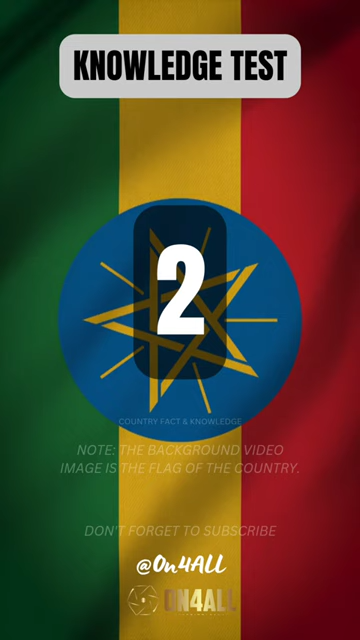 KNOWLEDGE TEST
2
COUNTRY FACT & KNOWLEDGE
NOTE: THE BACKGROUND VIDEO
IMAGE IS THE FLAG OF THE COUNTRY.
DON'T FORGET TO SUBSCRIBE
@On4ALL
ON4ALL